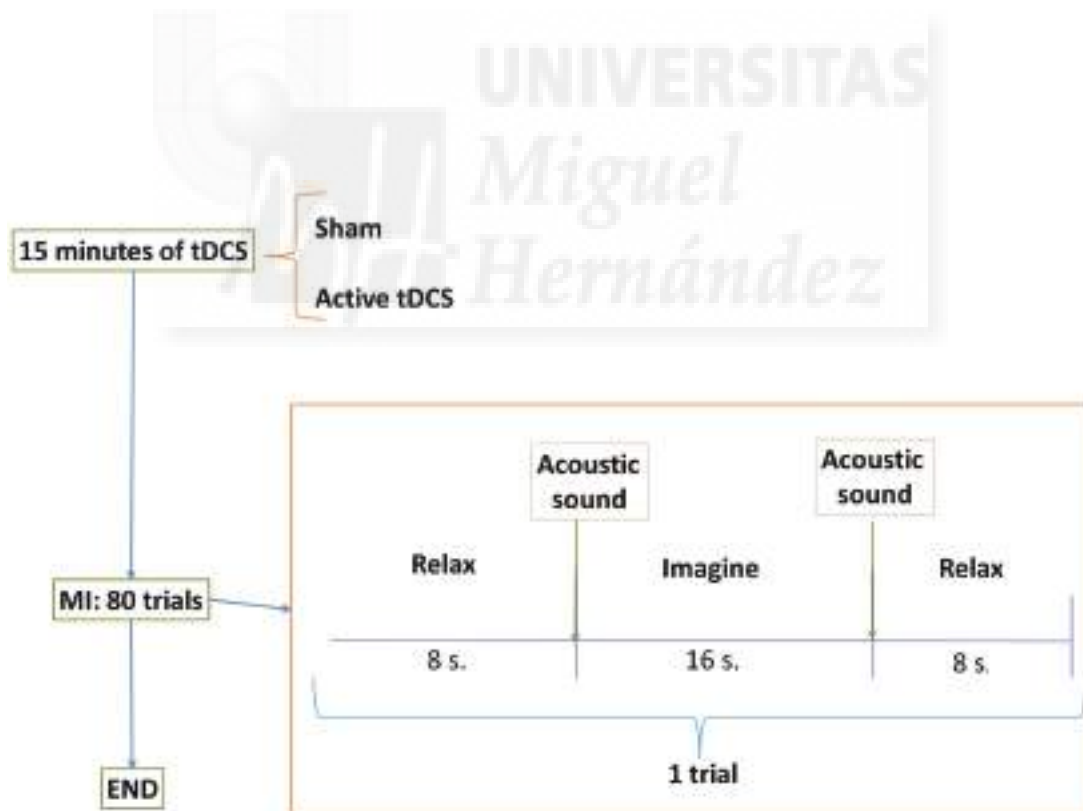 UNIVERSITAS
Miguel
Hernández
15 minutes of tDCS
Sham
Active tDCS
MI: 80 trials
END
Acoustic
sound
Acoustic
sound
Relax
Imagine
Relax
8 s.
16 s.
8 s.
1 trial